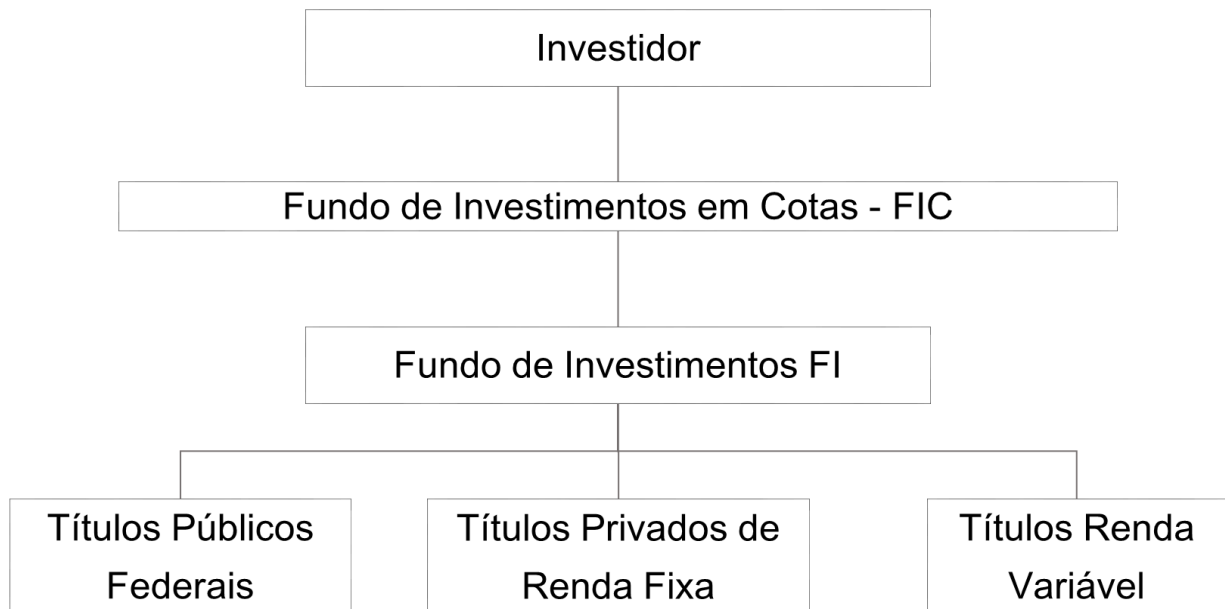 Investidor
Fundo de Investimentos em Cotas - FIC
Fundo de Investimentos FI
Títulos Públicos
Federais
Títulos Privados de
Renda Fixa
Títulos Renda
Variável